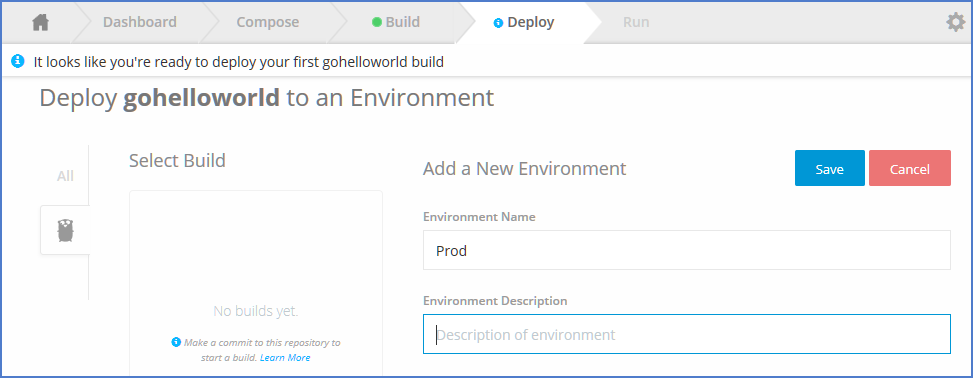 Dashboard
Compose
Build
Deploy
Run
It looks like you're ready to deploy your first gohelloworld build
Deploy gohelloworld to an Environment
All
Select Build
No builds yet.
Make a commit to this repository to
start a build. Learn More
Add a New Environment
Save
Cancel
Environment Name
Prod
Environment Description
Description of environment